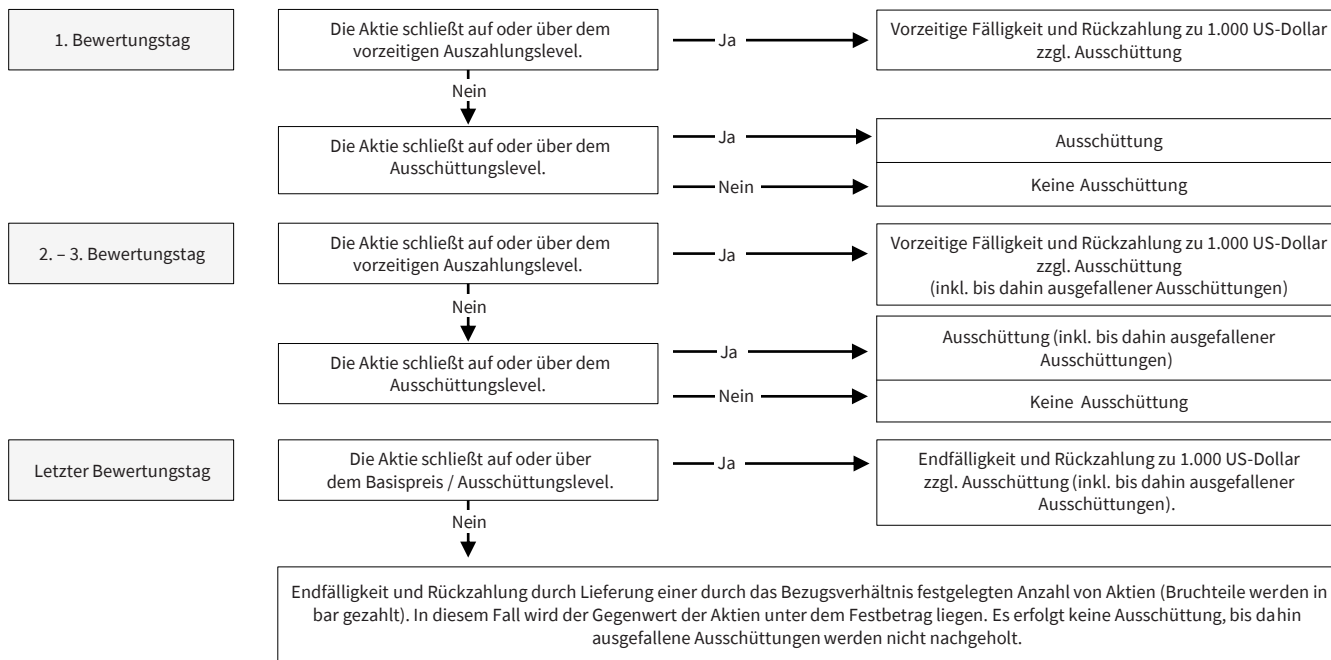 1. Bewertungstag
Die Aktie schließt auf oder über dem
vorzeitigen Auszahlungslevel.
Ja
Vorzeitige Fälligkeit und Rückzahlung zu 1.000 US-Dollar
zzgl. Ausschüttung
Nein
Die Aktie schließt auf oder über dem
Ausschüttungslevel.
Ja
Ausschüttung
Nein
Keine Ausschüttung
2. – 3. Bewertungstag
Die Aktie schließt auf oder über dem
vorzeitigen Auszahlungslevel.
Ja
Vorzeitige Fälligkeit und Rückzahlung zu 1.000 US-Dollar
zzgl. Ausschüttung
(inkl. bis dahin ausgefallener Ausschüttungen)
Nein
Die Aktie schließt auf oder über dem
Ausschüttungslevel.
Ja
Ausschüttung (inkl. bis dahin ausgefallener
Ausschüttungen)
Nein
Keine Ausschüttung
Letzter Bewertungstag
Die Aktie schließt auf oder über
dem Basispreis / Ausschüttungslevel.
Ja
Endfälligkeit und Rückzahlung zu 1.000 US-Dollar
zzgl. Ausschüttung (inkl. bis dahin ausgefallener
Ausschüttungen).
Nein
Endfälligkeit und Rückzahlung durch Lieferung einer durch das Bezugsverhältnis festgelegten Anzahl von Aktien (Bruchteile werden in
bar gezahlt). In diesem Fall wird der Gegenwert der Aktien unter dem Festbetrag liegen. Es erfolgt keine Ausschüttung, bis dahin
ausgefallene Ausschüttungen werden nicht nachgeholt.